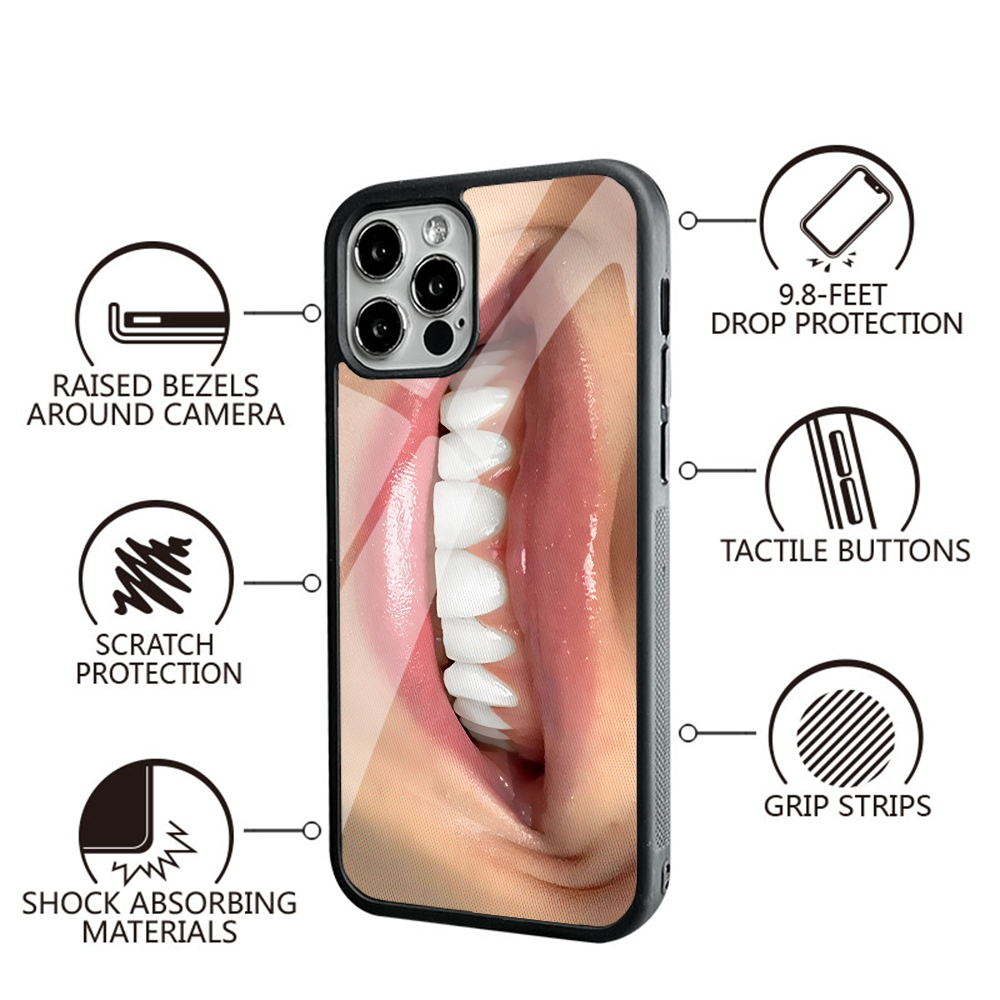 RAISED BEZELS
AROUND CAMERA
SCRATCH
PROTECTION
SHOCK ABSORBING
MATERIALS
9.8-FEET
DROP PROTECTION
TACTILE BUTTONS
GRIP STRIPS